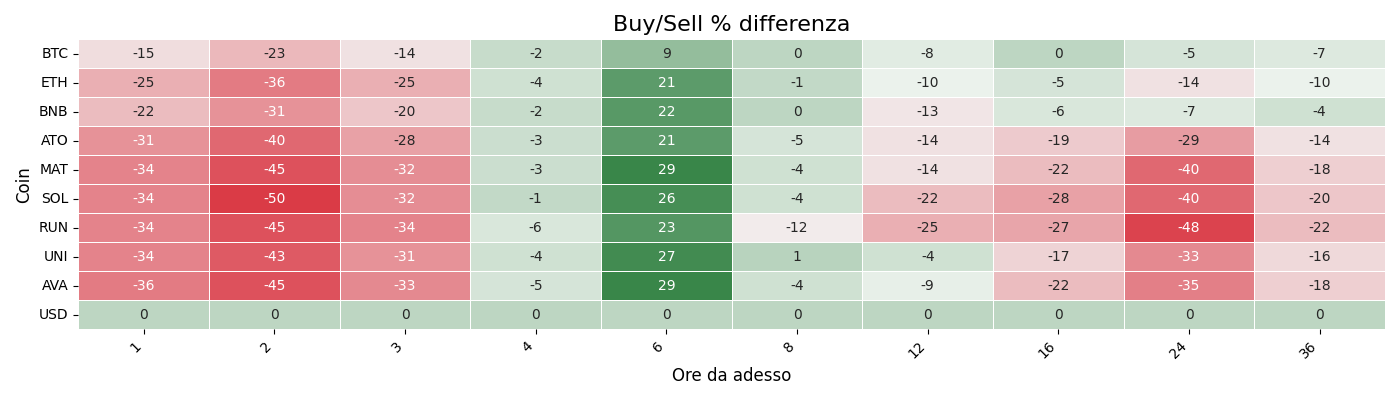 Buy/Sell % differenza
Coin
BTC -15 -23 -14 -2 9 0 -8 0 -5 -7
ETH -25 -36 -25 -4 21 -1 -10 -5 -14 -10
BNB -22 -31 -20 -2 22 0 -13 -6 -7 -4
ATO -31 -40 -28 -3 21 -5 -14 -19 -29 -14
MAT -34 -45 -32 -3 29 -4 -14 -22 -40 -18
SOL -34 -50 -32 -1 26 -4 -22 -28 -40 -20
RUN -34 -45 -34 -6 23 -12 -25 -27 -48 -22
UNI -34 -43 -31 -4 27 1 -4 -17 -33 -16
AVA -36 -45 -33 -5 29 -4 -9 -22 -35 -18
USD 0 0 0 0 0 0 0 0 0 0
1 2 3 4 6 8 12 16 24 36
Ore da adesso